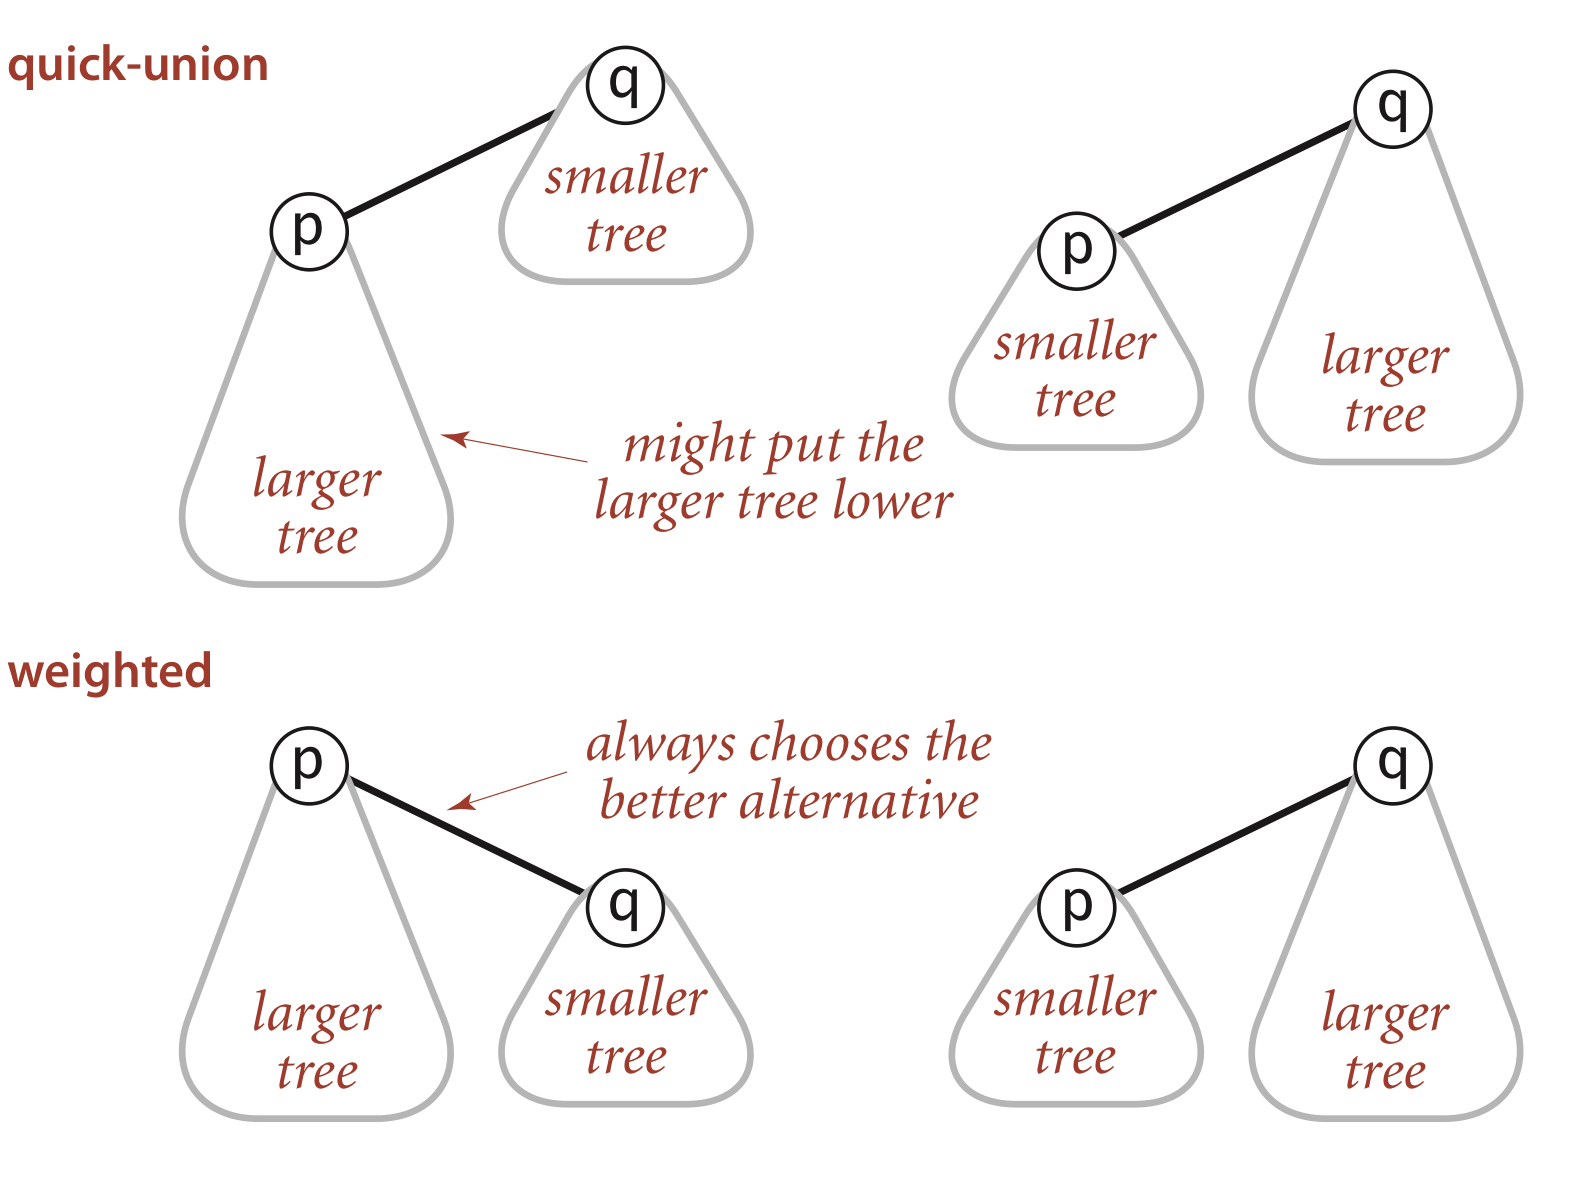 quick-union
q
smaller
tree
p
larger
tree
might put the
larger tree lower
q
p
smaller
tree
larger
tree
weighted
p
always chooses the
better alternative
q
larger
tree
smaller
tree
q
p
smaller
tree
larger
tree